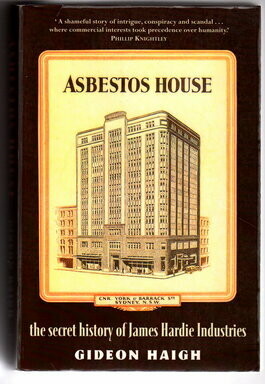 ‘A shameful story of intrigue, conspiracy and scandal . . .
where commercial interests took precedence over humanity.’
PHILLIP KNIGHTLEY
ASBESTOS HOUSE
CNR. YORK & BARRACK STS
SYDNEY, N.S.W.
the secret history of James Hardie Industries
GIDEON HAIGH